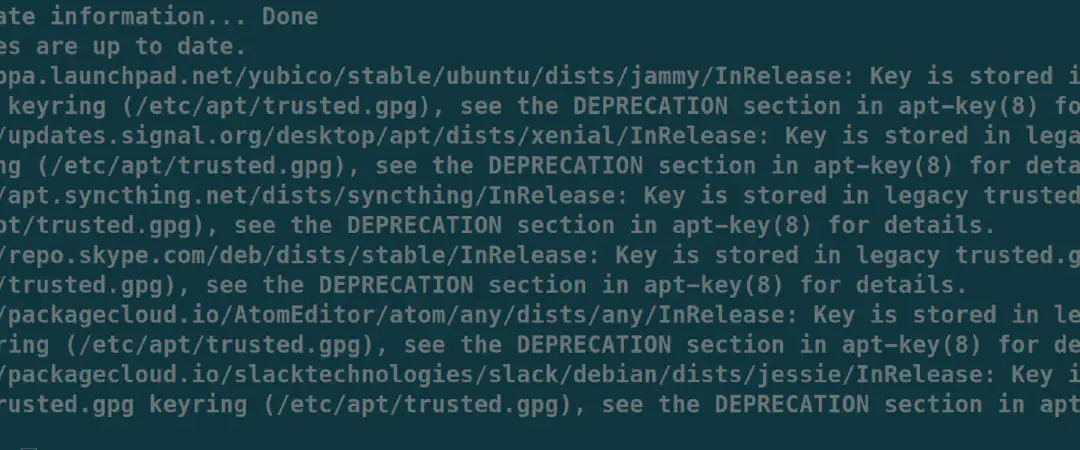 ate information... Done
es are up to date.
ppa.launchpad.net/yubico/stable/ubuntu/dists/jammy/InRelease: Key is stored i
keyring (/etc/apt/trusted.gpg), see the DEPRECATION section in apt-key(8) fo
/updates.signal.org/desktop/apt/dists/xenial/InRelease: Key is stored in lega
ng (/etc/apt/trusted.gpg), see the DEPRECATION section in apt-key(8) for deta
/apt.syncthing.net/dists/syncthing/InRelease: Key is stored in legacy trusted
pt/trusted.gpg), see the DEPRECATION section in apt-key(8) for details.
/repo.skype.com/deb/dists/stable/InRelease: Key is stored in legacy trusted.g
/trusted.gpg), see the DEPRECATION section in apt-key(8) for details.
/packagecloud.io/AtomEditor/atom/any/dists/any/InRelease: Key is stored in le
ring (/etc/apt/trusted.gpg), see the DEPRECATION section in apt-key(8) for de
/packagecloud.io/slacktechnologies/slack/debian/dists/jessie/InRelease: Key i
rusted.gpg keyring (/etc/apt/trusted.gpg), see the DEPRECATION section in apt